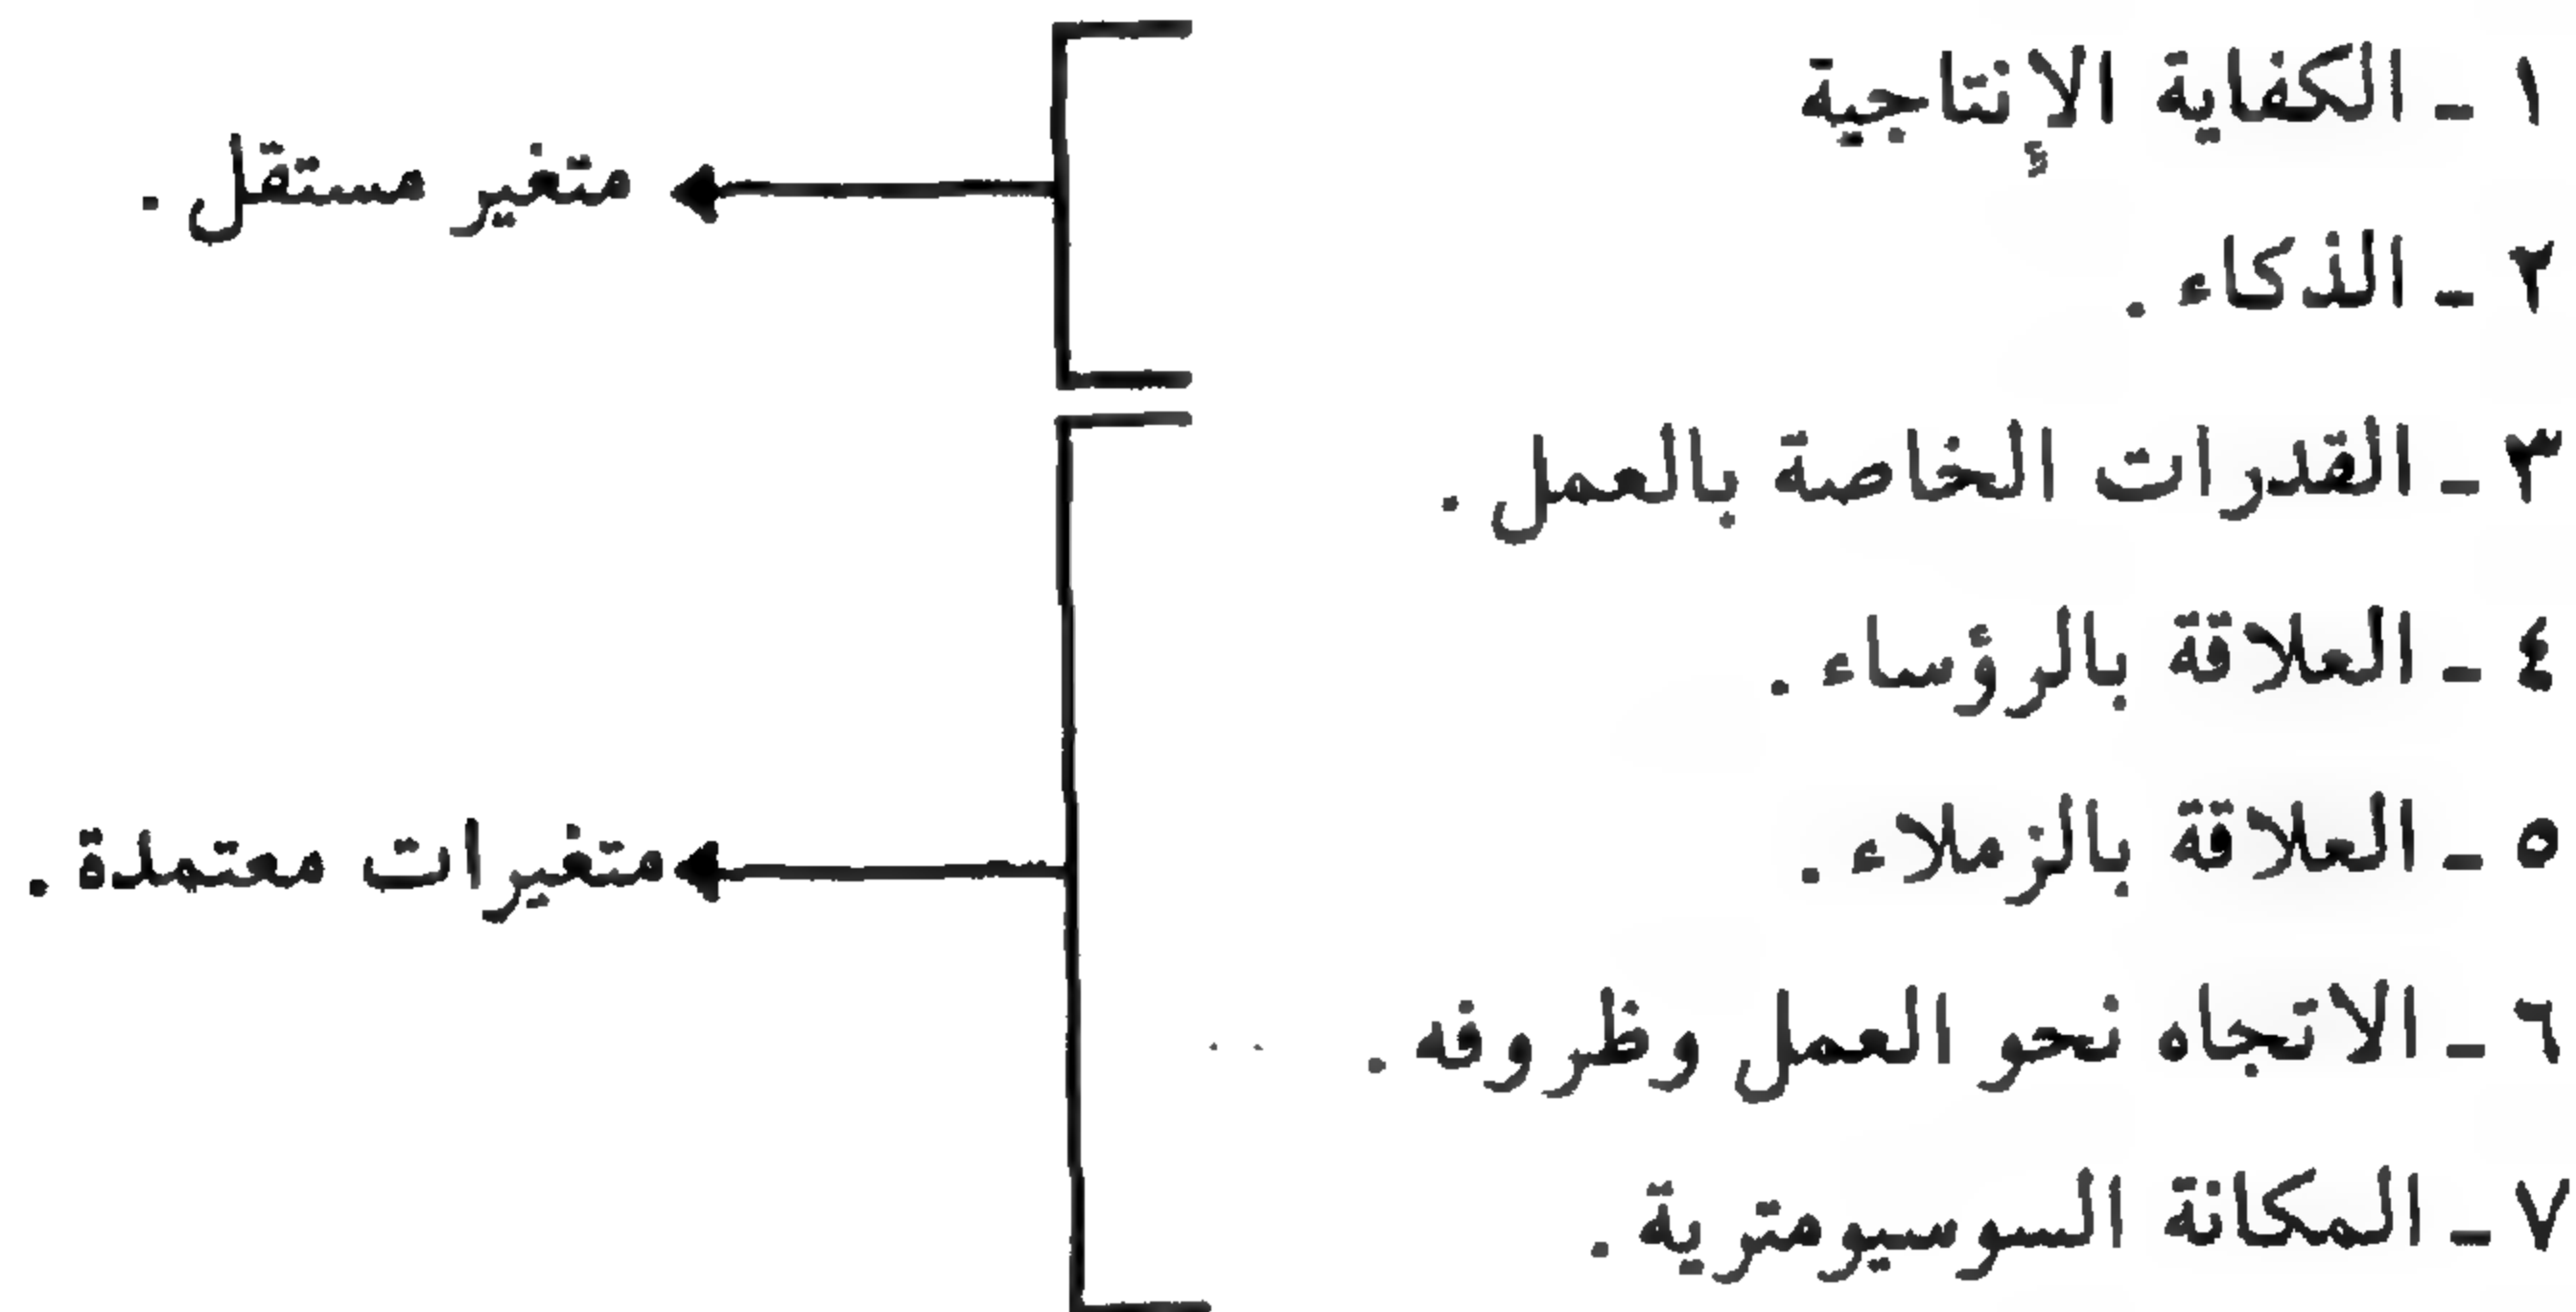 ١ - الكفاية الإنتاجية
متغير مستقل .
٢ - الذكاء .
٣ - القدرات الخاصة بالعمل .
٤ - العلاقة بالرؤساء .
٥ - العلاقة بالزملاء .
متغيرات معتمدة .
٦ - الاتجاه نحو العمل وظروفه .
٧ - المكانة السوسيومترية .